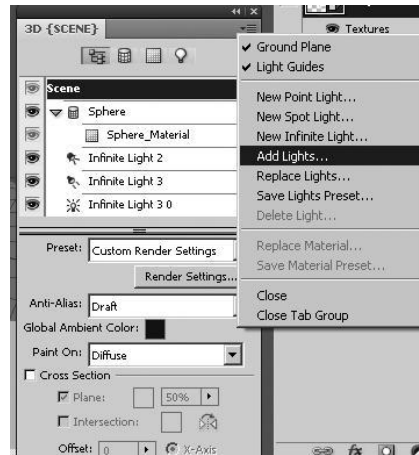 3D {SCENE}
Textures
Scene
Sphere
Sphere_Material
Infinite Light 2
Infinite Light 3
Infinite Light 3 0
Ground Plane
Light Guides
New Point Light...
New Spot Light...
New Infinite Light...
Add Lights...
Replace Lights...
Save Lights Preset...
Delete Light...
Replace Material...
Save Material Preset...
Close
Close Tab Group
Preset: Custom Render Settings
Render Settings...
Anti-Alias: Draft
Global Ambient Color:
Paint On: Diffuse
Cross Section
Plane: 50%
Intersection:
Offset: 0 X-Axis
fx